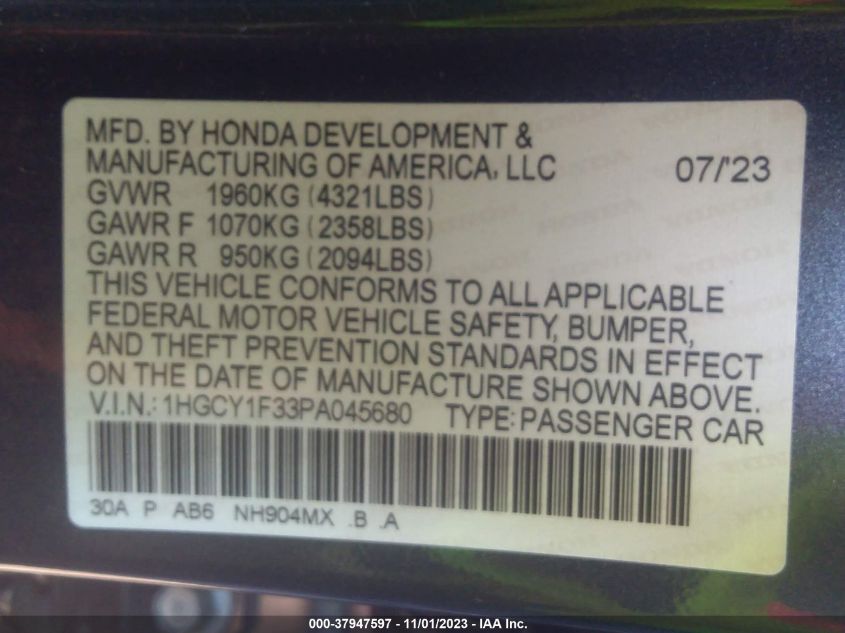 MFD. BY HONDA DEVELOPMENT &
MANUFACTURING OF AMERICA, LLC 07/'23
GVWR 1960KG (4321LBS)
GAWR F 1070KG (2358LBS)
GAWR R 950KG (2094LBS)
THIS VEHICLE CONFORMS TO ALL APPLICABLE
FEDERAL MOTOR VEHICLE SAFETY, BUMPER,
AND THEFT PREVENTION STANDARDS IN EFFECT
ON THE DATE OF MANUFACTURE SHOWN ABOVE.
V.I.N.: 1HGCY1F33PA045680 TYPE: PASSENGER CAR
30A P AB6 NH904MX .B .A
000-37947597 - 11/01/2023 - IAA Inc.